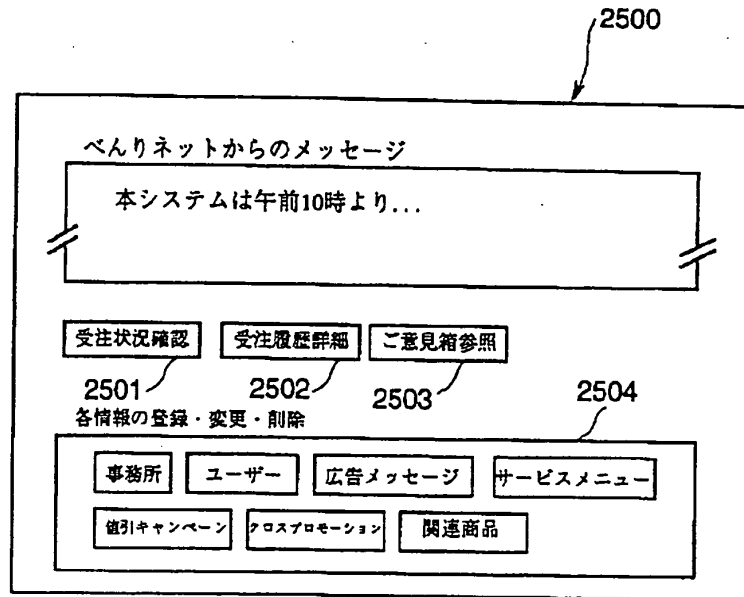 2500
べんりネットからのメッセージ
本システムは午前10時より...
受注状況確認 受注履歴詳細 ご意見箱参照
2501 2502 2503 2504
各情報の登録・変更・削除
事務所 ユーザー 広告メッセージ サービスメニュー
値引キャンペーン クロスプロモーション 関連商品